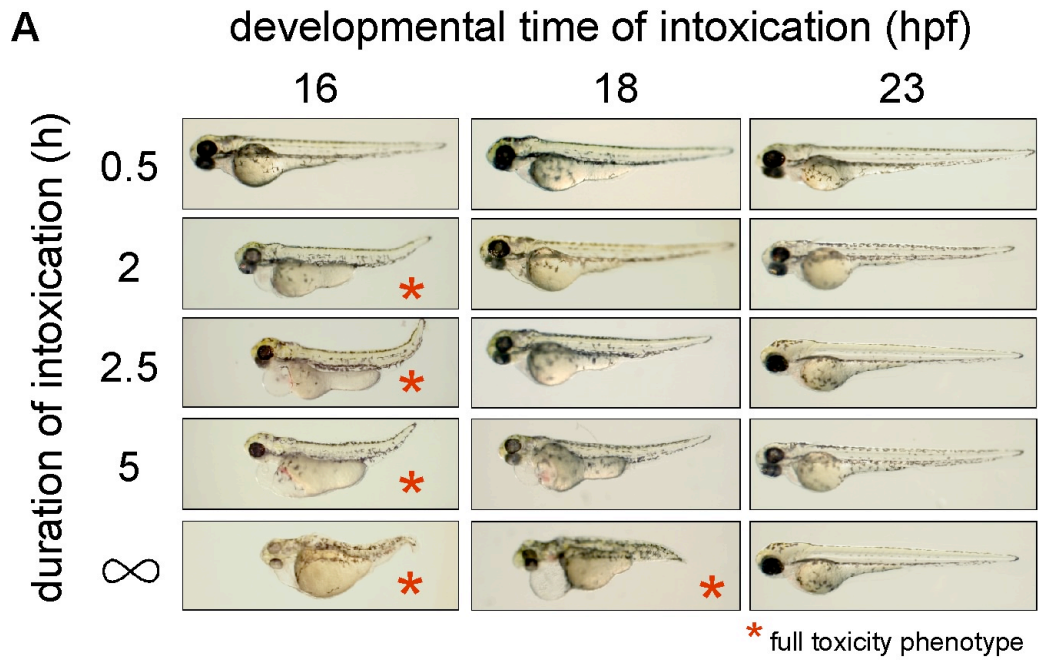 A
developmental time of intoxication (hpf)
16 18 23
duration of intoxication (h)
0.5
2
*
2.5
*
5
*
∞
* *
* full toxicity phenotype